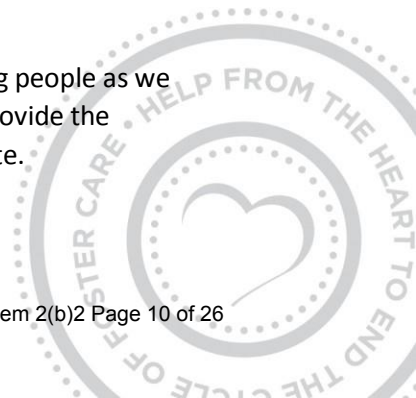 g people as we
ovide the
te.
HELP FROM THE HEART TO END THE CYCLE OF FOSTER CARE
em 2(b)2 Page 10 of 26